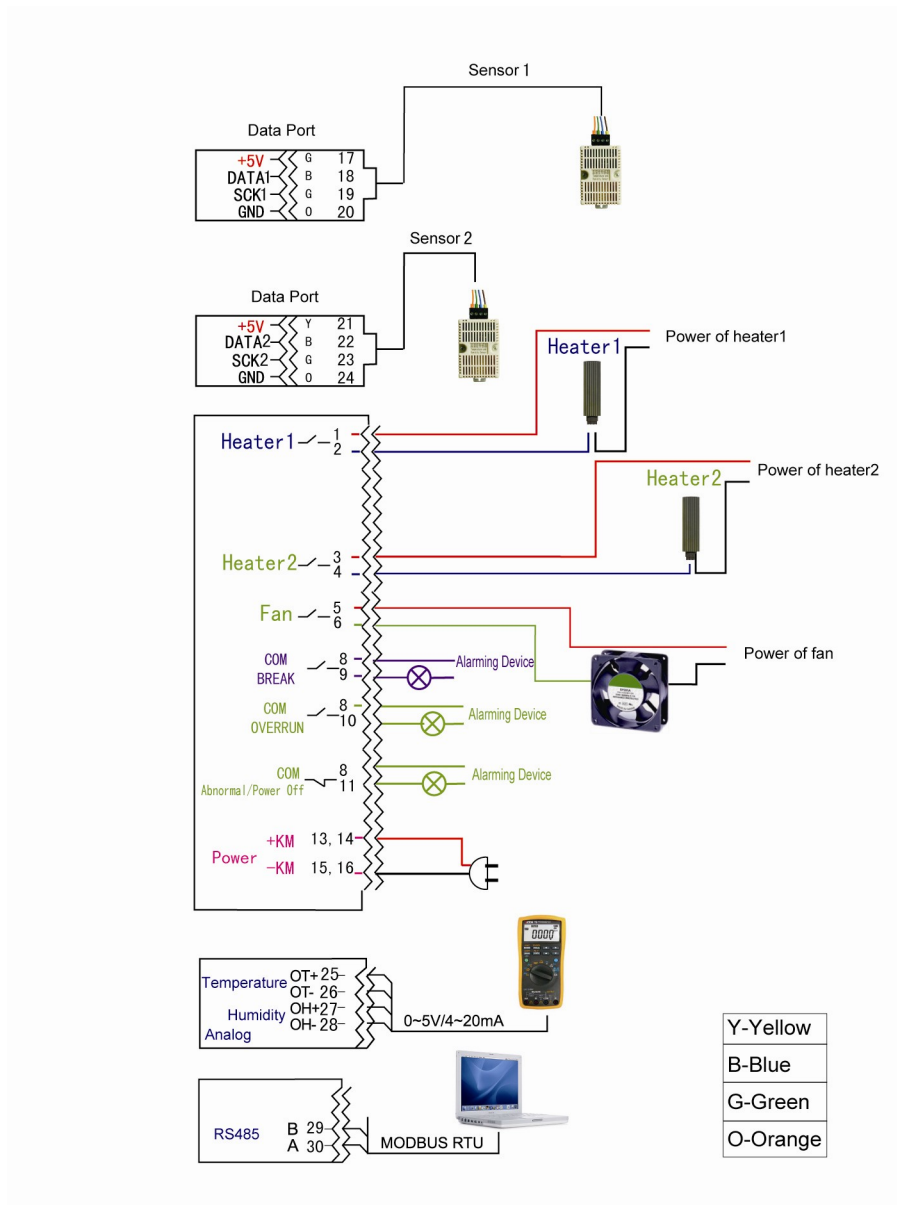 Sensor 1
Data Port
+5V G 17
DATA1 B 18
SCK1 G 19
GND O 20
Sensor 2
Data Port
+5V Y 21
DATA2 B 22
SCK2 G 23
GND O 24
Power of heater1
Heater1
Heater1 1
2
Power of heater2
Heater2
Heater2 3
4
Fan 5
6
Power of fan
COM 8 Alarming Device
BREAK 9
COM 8 Alarming Device
OVERRUN 10
COM 8 Alarming Device
Abnormal/Power Off 11
+KM 13, 14
Power
-KM 15, 16
0000
Temperature OT+ 25
OT- 26
Humidity OH+ 27
OH- 28
Analog
0~5V/4~20mA
RS485
B 29
A 30
MODBUS RTU
Y-Yellow
B-Blue
G-Green
O-Orange